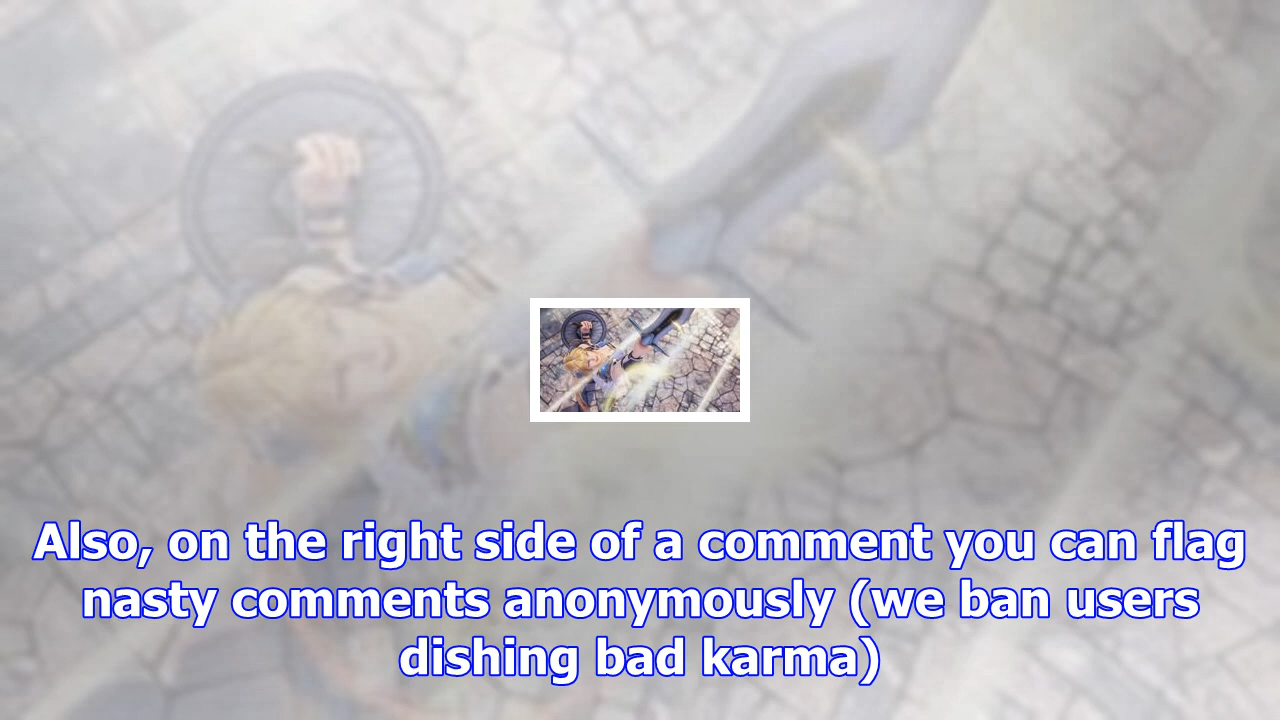 Also, on the right side of a comment you can flag
nasty comments anonymously (we ban users
dishing bad karma)